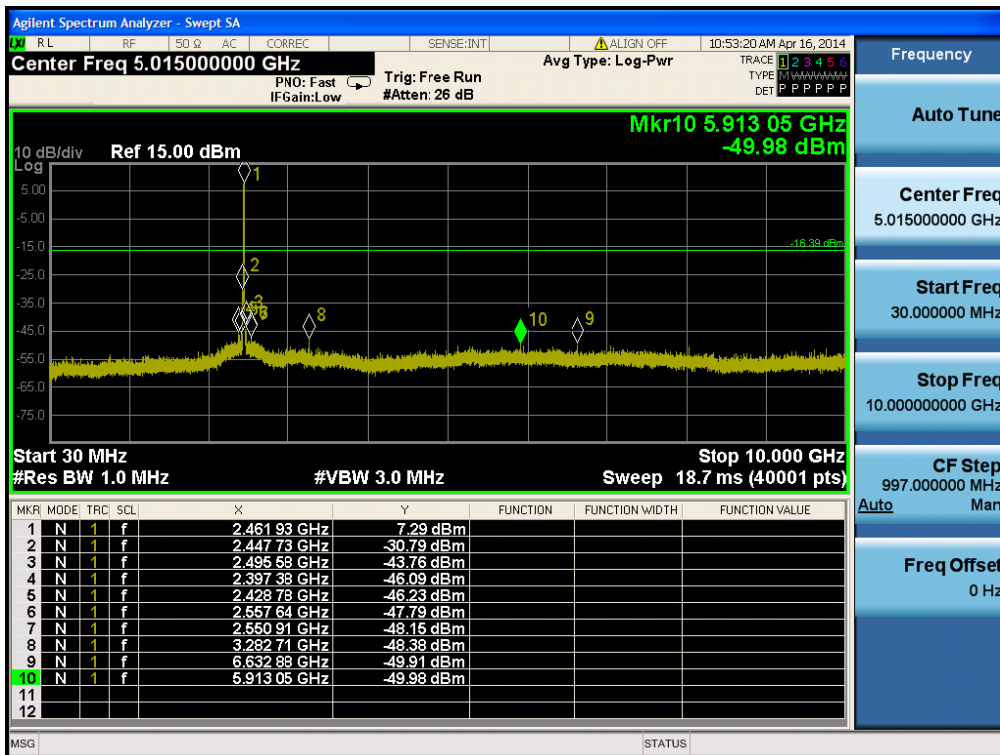 Agilent Spectrum Analyzer - Swept SA
LXI RL RF 50 Ω AC CORREC SENSE:INT ALIGN OFF 10:53:20 AM Apr 16, 2014
Center Freq 5.015000000 GHz
PNO: Fast
IFGain:Low
Trig: Free Run
#Atten: 26 dB
Avg Type: Log-Pwr
TRACE 1 2 3 4 5 6
TYPE M W W W W W
DET P P P P P P
Mkr10 5.913 05 GHz
-49.98 dBm
10 dB/div Ref 15.00 dBm
Log
5.00
-5.00
-15.0
-25.0
-35.0
-45.0
-55.0
-65.0
-75.0
-16.39 dBm
1
2
3
8
10
9
Start 30 MHz Stop 10.000 GHz
#Res BW 1.0 MHz #VBW 3.0 MHz Sweep 18.7 ms (40001 pts)
MKR MODE TRC SCL X Y FUNCTION FUNCTION WIDTH FUNCTION VALUE
1 N 1 f 2.461 93 GHz 7.29 dBm
2 N 1 f 2.447 73 GHz -30.79 dBm
3 N 1 f 2.495 58 GHz -43.76 dBm
4 N 1 f 2.397 38 GHz -46.09 dBm
5 N 1 f 2.428 78 GHz -46.23 dBm
6 N 1 f 2.557 64 GHz -47.79 dBm
7 N 1 f 2.550 91 GHz -48.15 dBm
8 N 1 f 3.282 71 GHz -48.38 dBm
9 N 1 f 6.632 88 GHz -49.91 dBm
10 N 1 f 5.913 05 GHz -49.98 dBm
11
12
MSG STATUS
Frequency
Auto Tune
Center Freq
5.015000000 GHz
Start Freq
30.000000 MHz
Stop Freq
10.000000000 GHz
CF Step
997.000000 MHz
Auto Man
Freq Offset
0 Hz